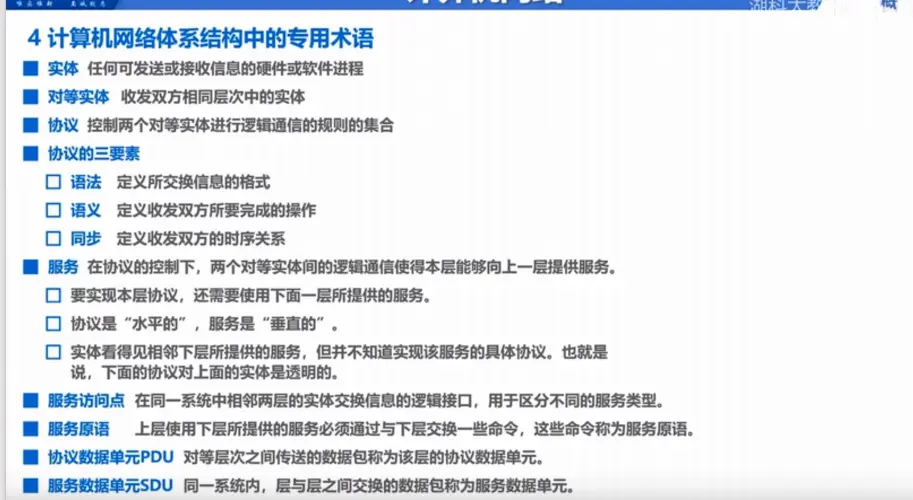 4 计算机网络体系结构中的专用术语
实体 任何可发送或接收信息的硬件或软件进程
对等实体 收发双方相同层次中的实体
协议 控制两个对等实体进行逻辑通信的规则的集合
协议的三要素
语法 定义所交换信息的格式
语义 定义收发双方所要完成的操作
同步 定义收发双方的时序关系
服务 在协议的控制下，两个对等实体间的逻辑通信使得本层能够向上一层提供服务。
要实现本层协议，还需要使用下面一层所提供的服务。
协议是“水平的”，服务是“垂直的”。
实体看得见相邻下层所提供的服务，但并不知道实现该服务的具体协议。也就是
说，下面的协议对上面的实体是透明的。
服务访问点 在同一系统中相邻两层的实体交换信息的逻辑接口，用于区分不同的服务类型。
服务原语 上层使用下层所提供的服务必须通过与下层交换一些命令，这些命令称为服务原语。
协议数据单元PDU 对等层次之间传送的数据包称为该层的协议数据单元。
服务数据单元SDU 同一系统内，层与层之间交换的数据包称为服务数据单元。